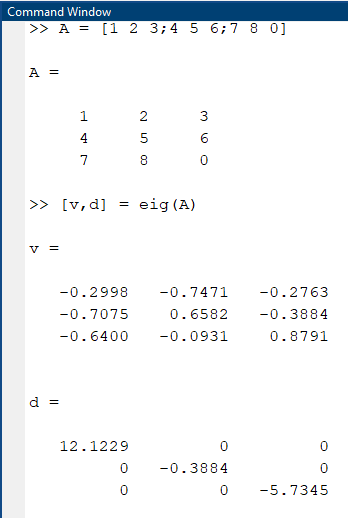 Command Window
>> A = [1 2 3;4 5 6;7 8 0]
A =
1 2 3
4 5 6
7 8 0
>> [v,d] = eig(A)
v =
-0.2998 -0.7471 -0.2763
-0.7075 0.6582 -0.3884
-0.6400 -0.0931 0.8791
d =
12.1229 0 0
0 -0.3884 0
0 0 -5.7345